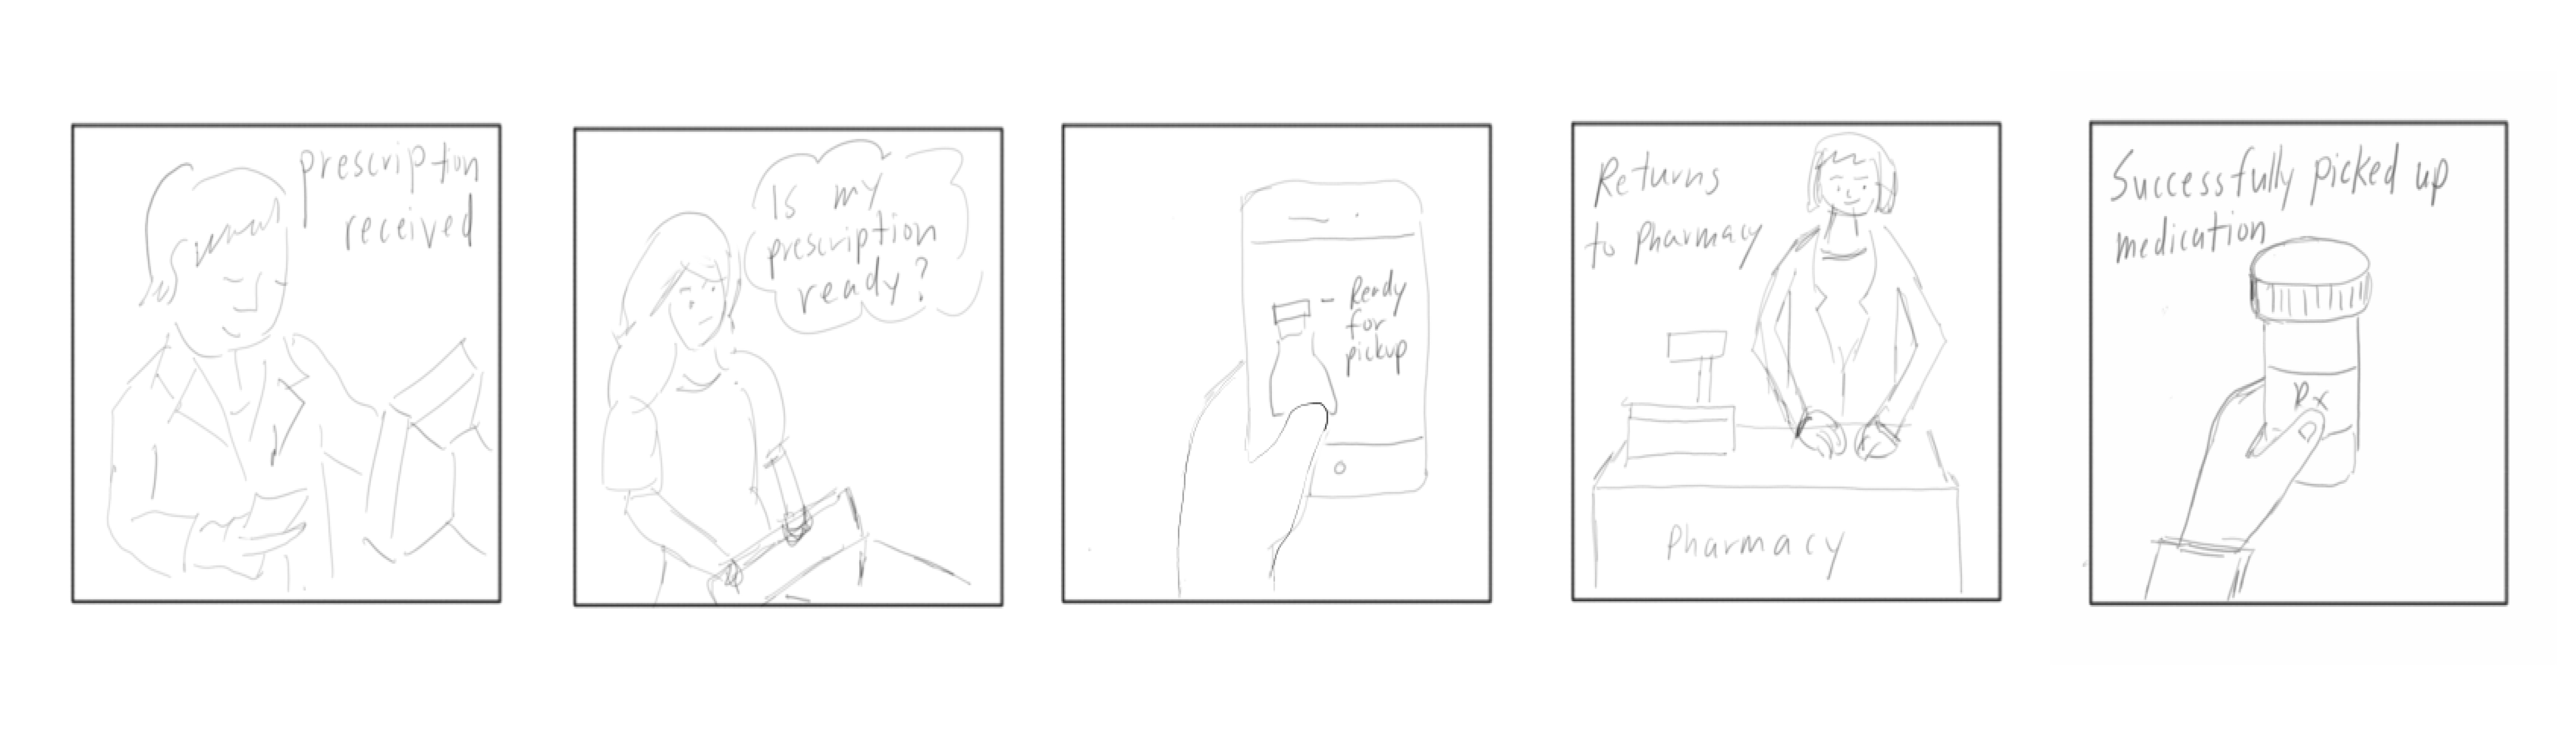 prescription
received
Is my
prescription
ready?
Ready
for
pickup
Returns
to Pharmacy
Pharmacy
Successfully picked up
medication
Rx